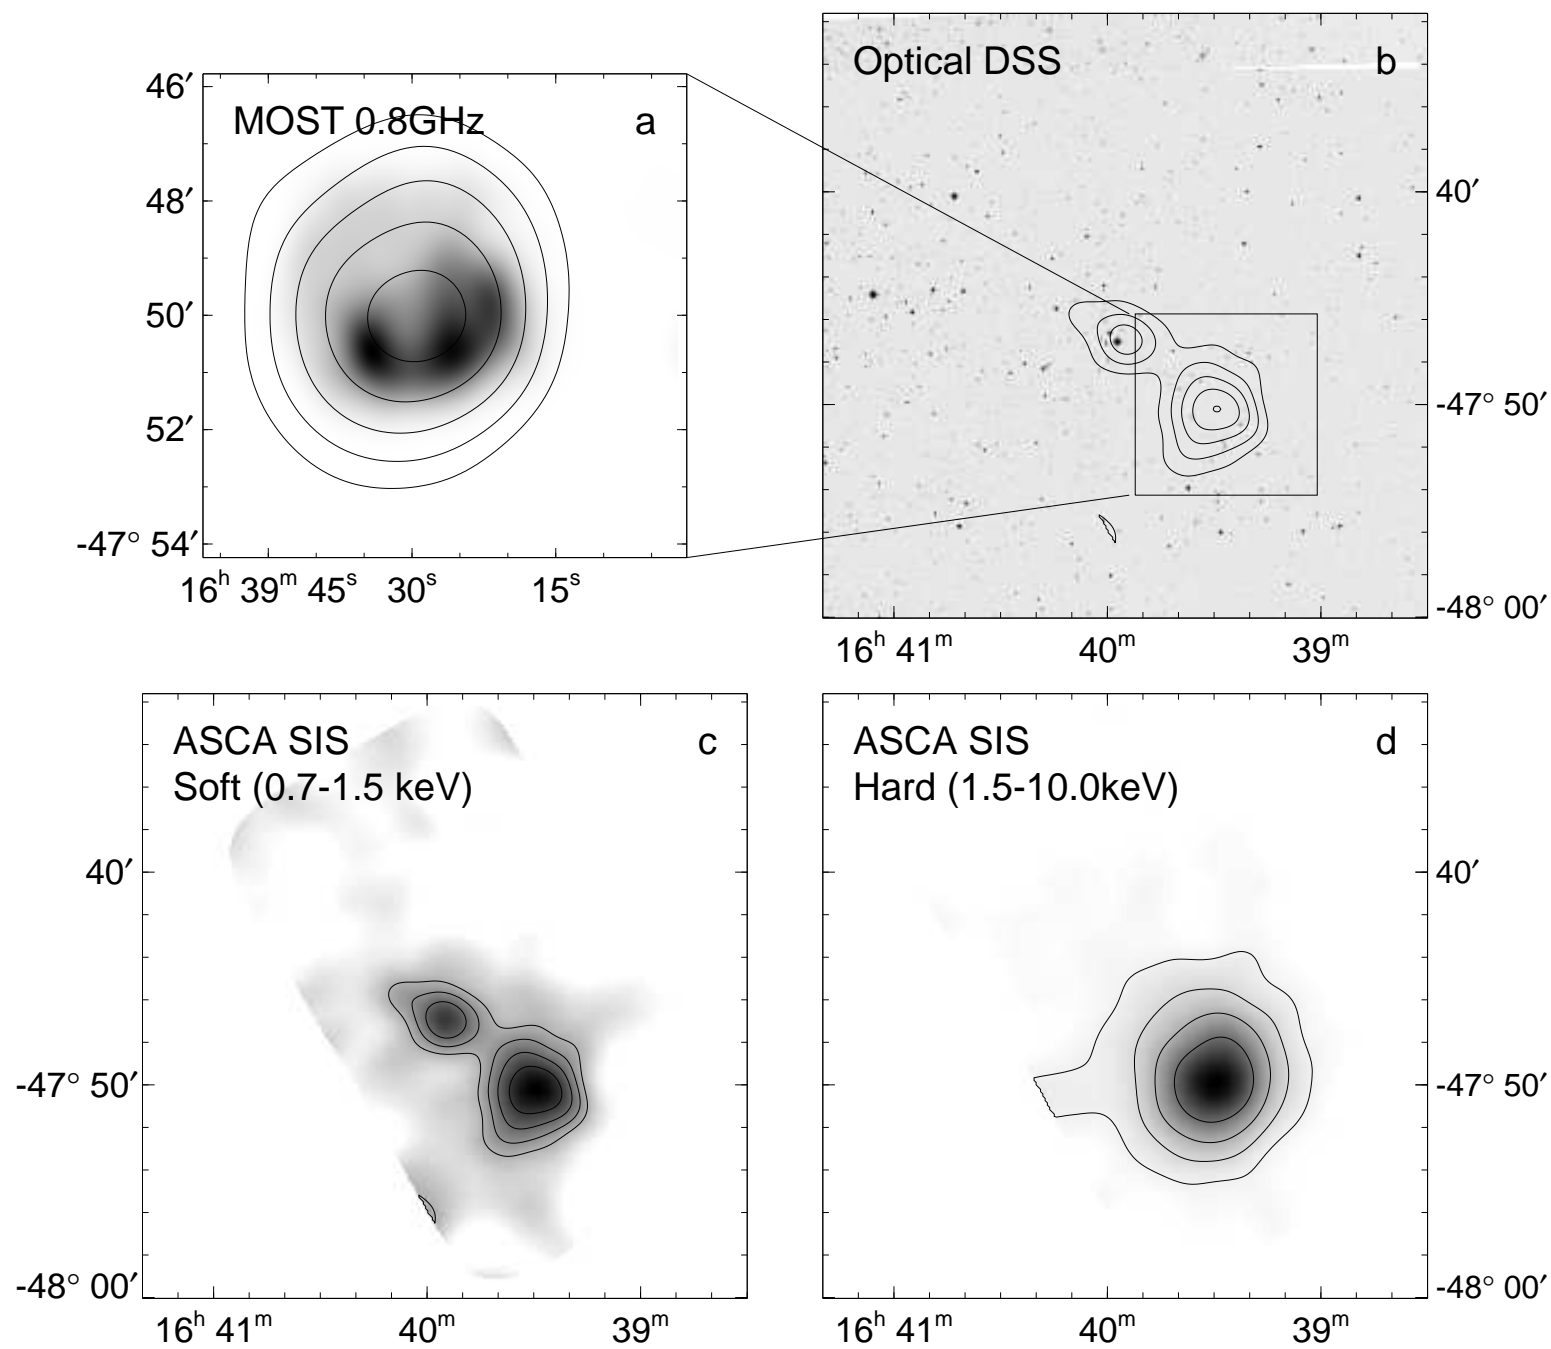 MOST 0.8GHz a
46′
48′
50′
52′
-47° 54′
16ʰ 39ᵐ 45ˢ 30ˢ 15ˢ
Optical DSS b
40′
-47° 50′
-48° 00′
16ʰ 41ᵐ 40ᵐ 39ᵐ
ASCA SIS c
Soft (0.7-1.5 keV)
40′
-47° 50′
-48° 00′
16ʰ 41ᵐ 40ᵐ 39ᵐ
ASCA SIS d
Hard (1.5-10.0keV)
40′
-47° 50′
-48° 00′
16ʰ 41ᵐ 40ᵐ 39ᵐ